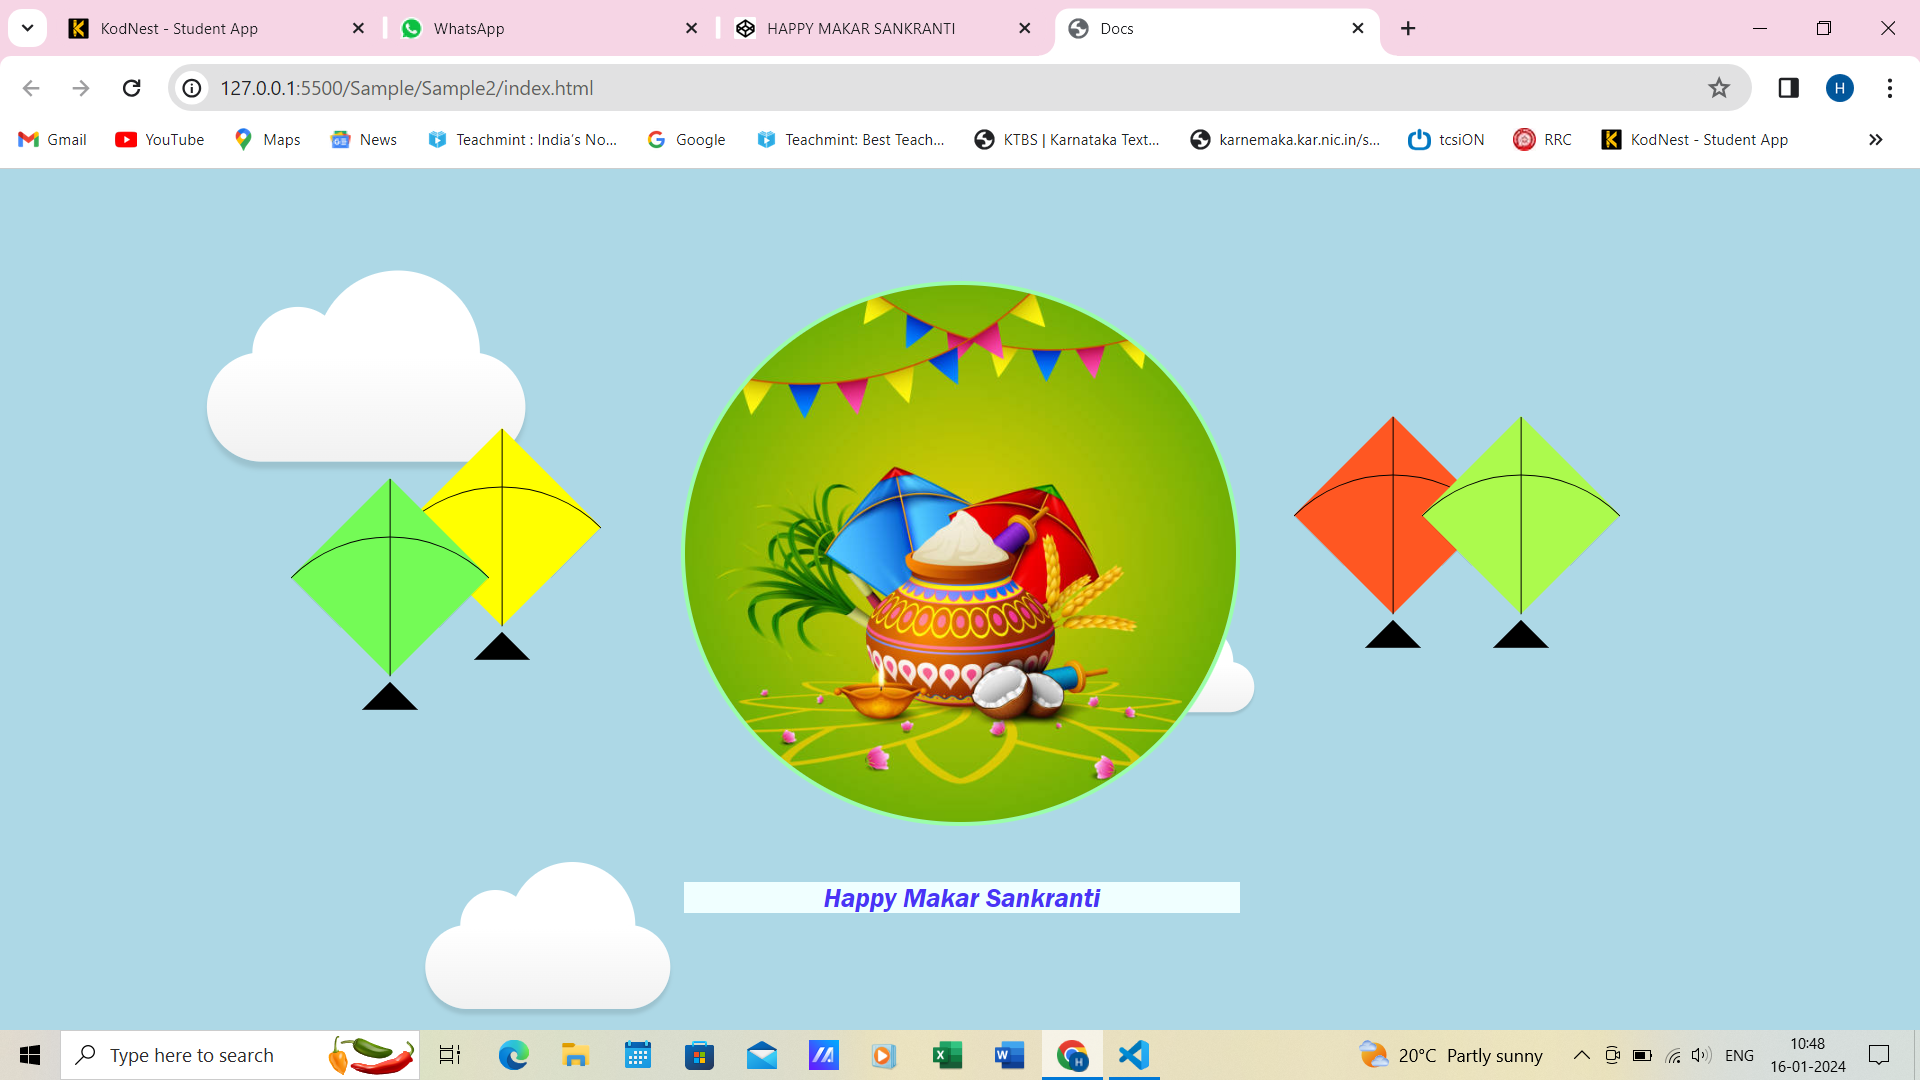 KodNest - Student App
WhatsApp
HAPPY MAKAR SANKRANTI
Docs
127.0.0.1:5500/Sample/Sample2/index.html
H
Gmail
YouTube
Maps
News
Teachmint : India's No...
Google
Teachmint: Best Teach...
KTBS | Karnataka Text...
karnemaka.kar.nic.in/s...
tcsiON
RRC
KodNest - Student App
Happy Makar Sankranti
Type here to search
20°C Partly sunny
ENG
10:48
16-01-2024